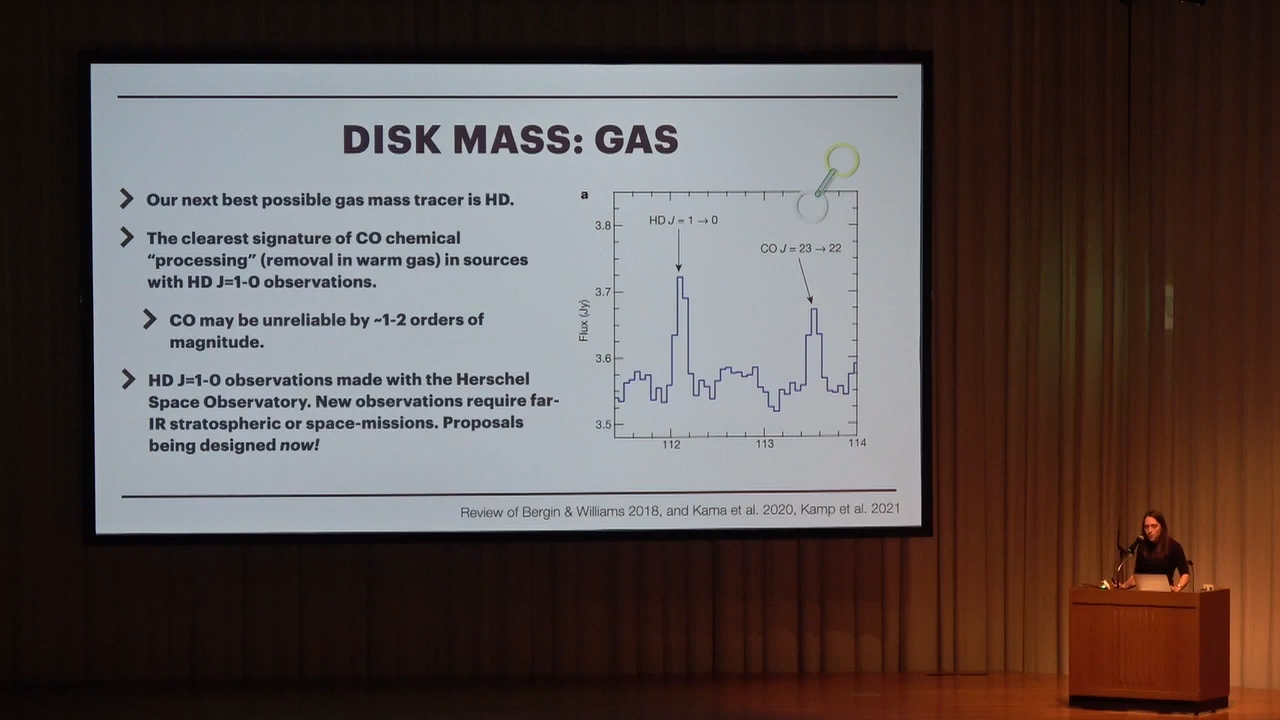 DISK MASS: GAS
Our next best possible gas mass tracer is HD.
The clearest signature of CO chemical
“processing” (removal in warm gas) in sources
with HD J=1-0 observations.
CO may be unreliable by ~1-2 orders of
magnitude.
HD J=1-0 observations made with the Herschel
Space Observatory. New observations require far-
IR stratospheric or space-missions. Proposals
being designed now!
a
HD J = 1 → 0
CO J = 23 → 22
Flux (Jy)
3.8
3.7
3.6
3.5
112
113
114
Review of Bergin & Williams 2018, and Kama et al. 2020, Kamp et al. 2021